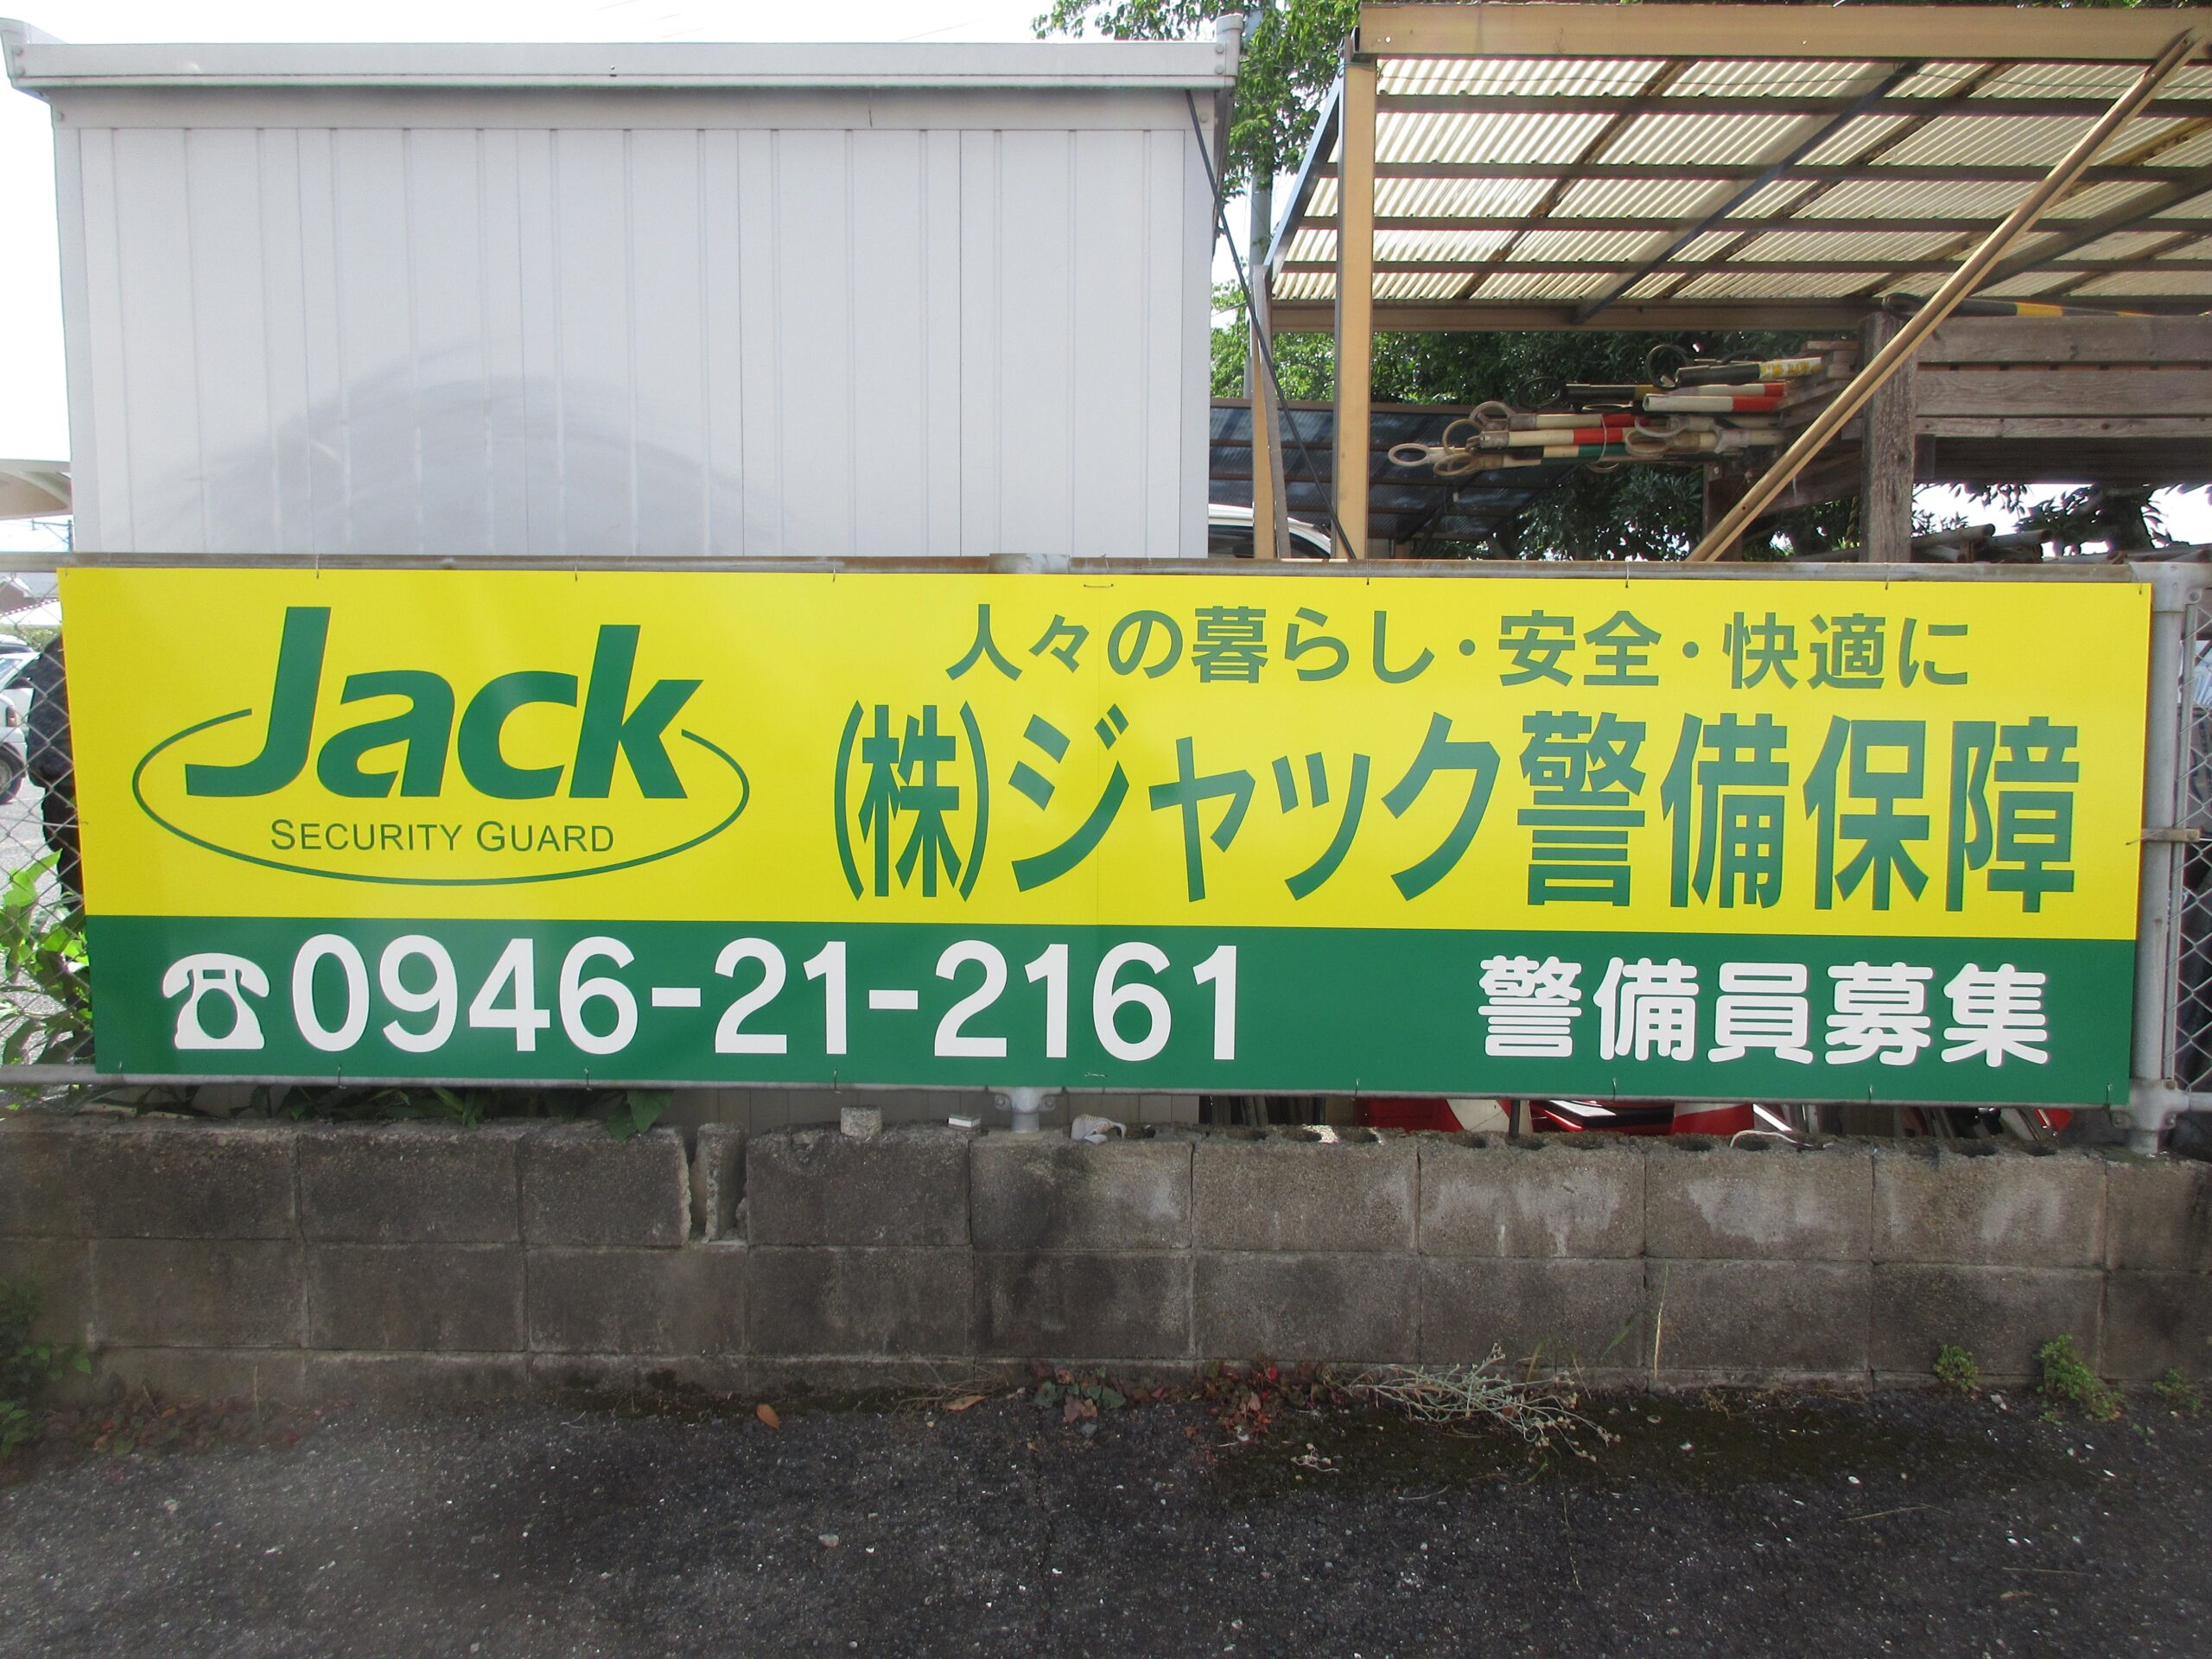 Jack
SECURITY GUARD
人々の暮らし・安全・快適に
(株)ジャック警備保障
☎0946-21-2161
警備員募集